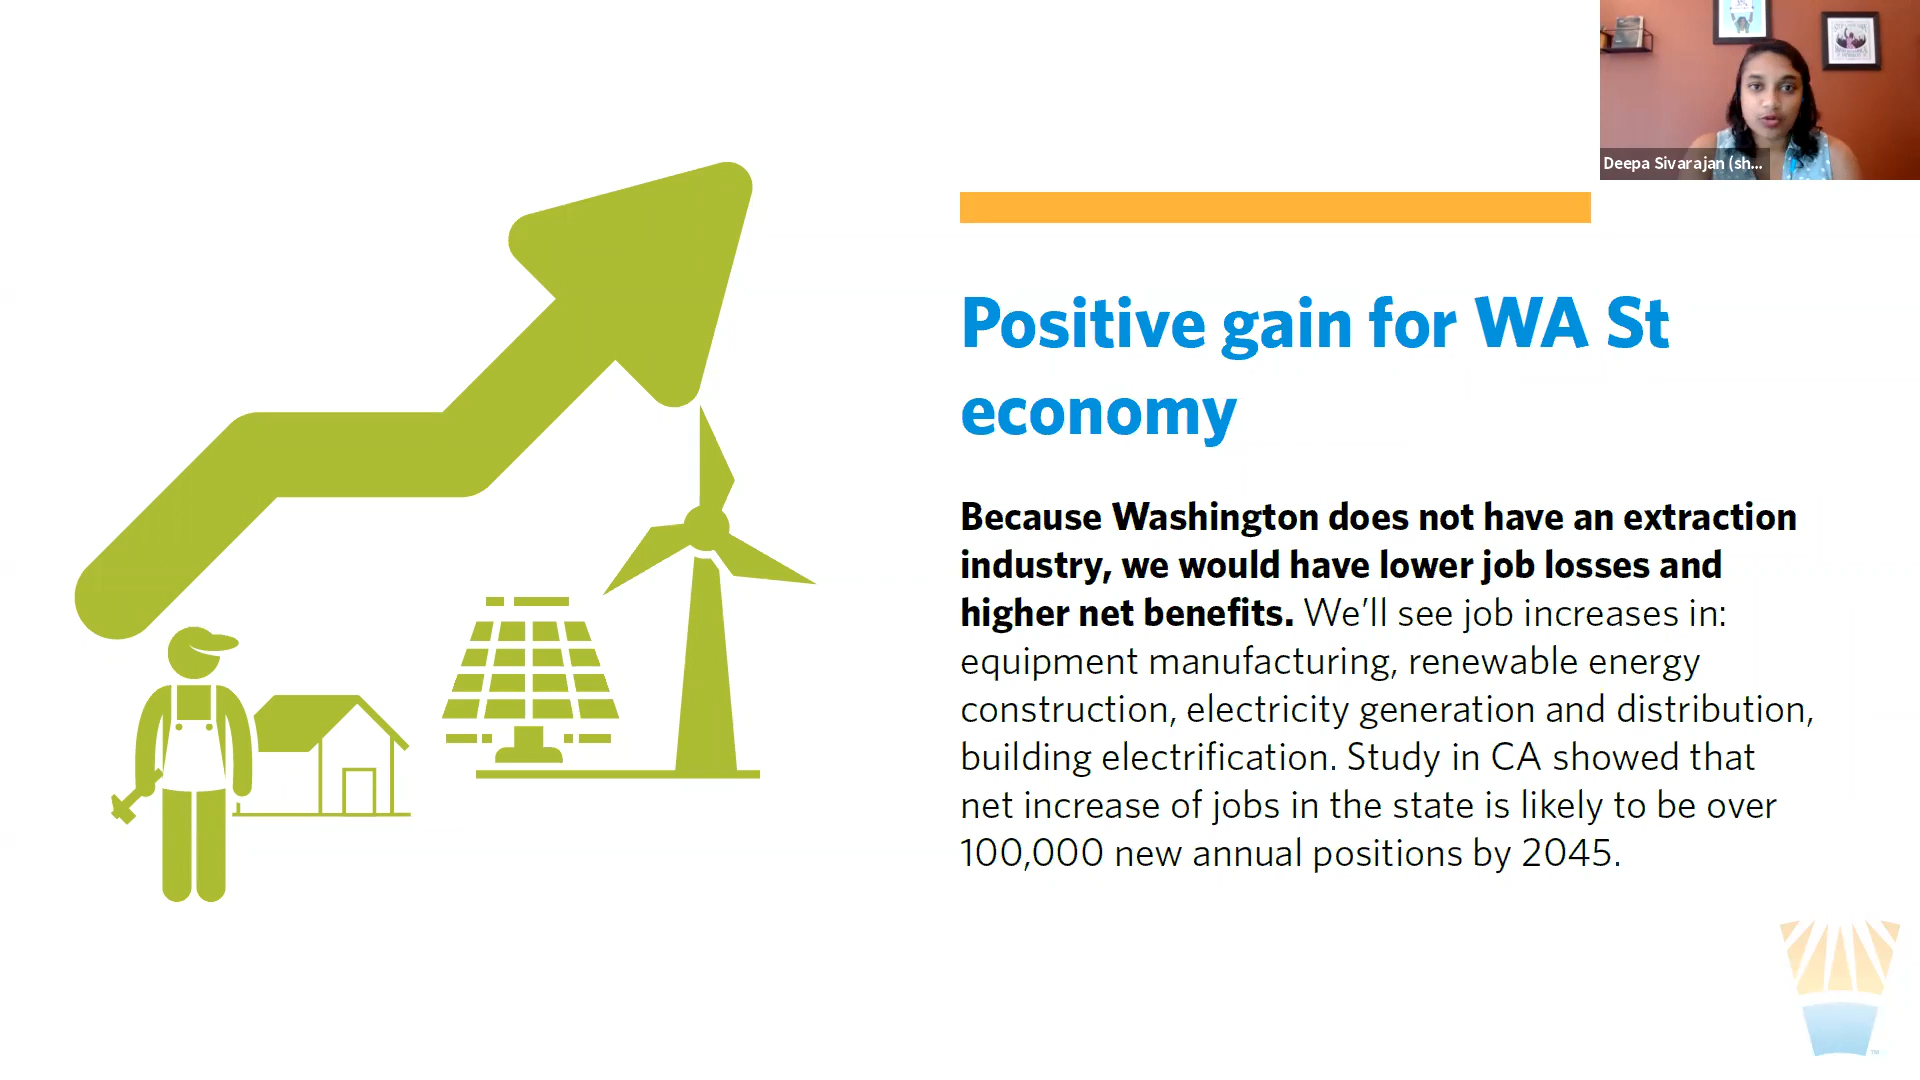 Deepa Sivarajan (sh...
Positive gain for WA St
economy
Because Washington does not have an extraction
industry, we would have lower job losses and
higher net benefits. We’ll see job increases in:
equipment manufacturing, renewable energy
construction, electricity generation and distribution,
building electrification. Study in CA showed that
net increase of jobs in the state is likely to be over
100,000 new annual positions by 2045.
TM